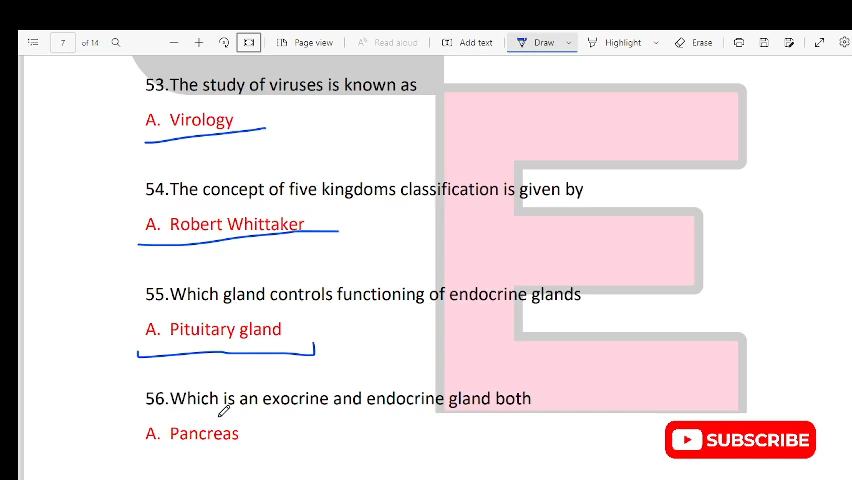 7 of 14 Page view Read aloud Add text Draw Highlight Erase
53.The study of viruses is known as
A. Virology
54.The concept of five kingdoms classification is given by
A. Robert Whittaker
55.Which gland controls functioning of endocrine glands
A. Pituitary gland
56.Which is an exocrine and endocrine gland both
A. Pancreas
SUBSCRIBE
E